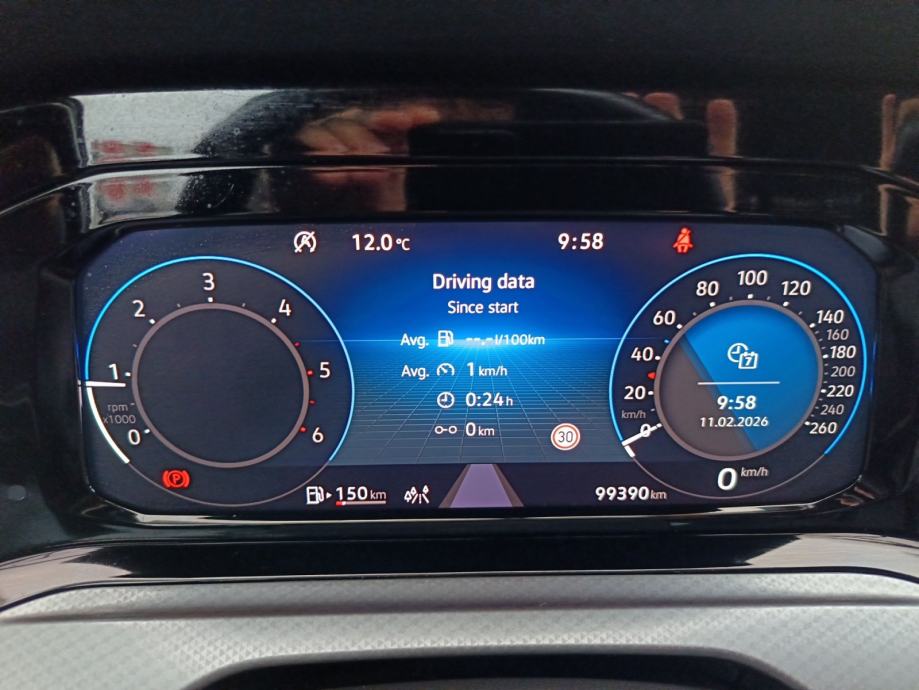 12.0 °C
9:58
Driving data
Since start
Avg. --.- l/100km
Avg. 1 km/h
0:24 h
0 km
30
3
2
4
1
5
rpm
x1000
0
6
P
150 km
100
80
120
60
140
160
40
180
200
20
220
km/h
240
0
260
7
9:58
11.02.2026
0 km/h
99390 km